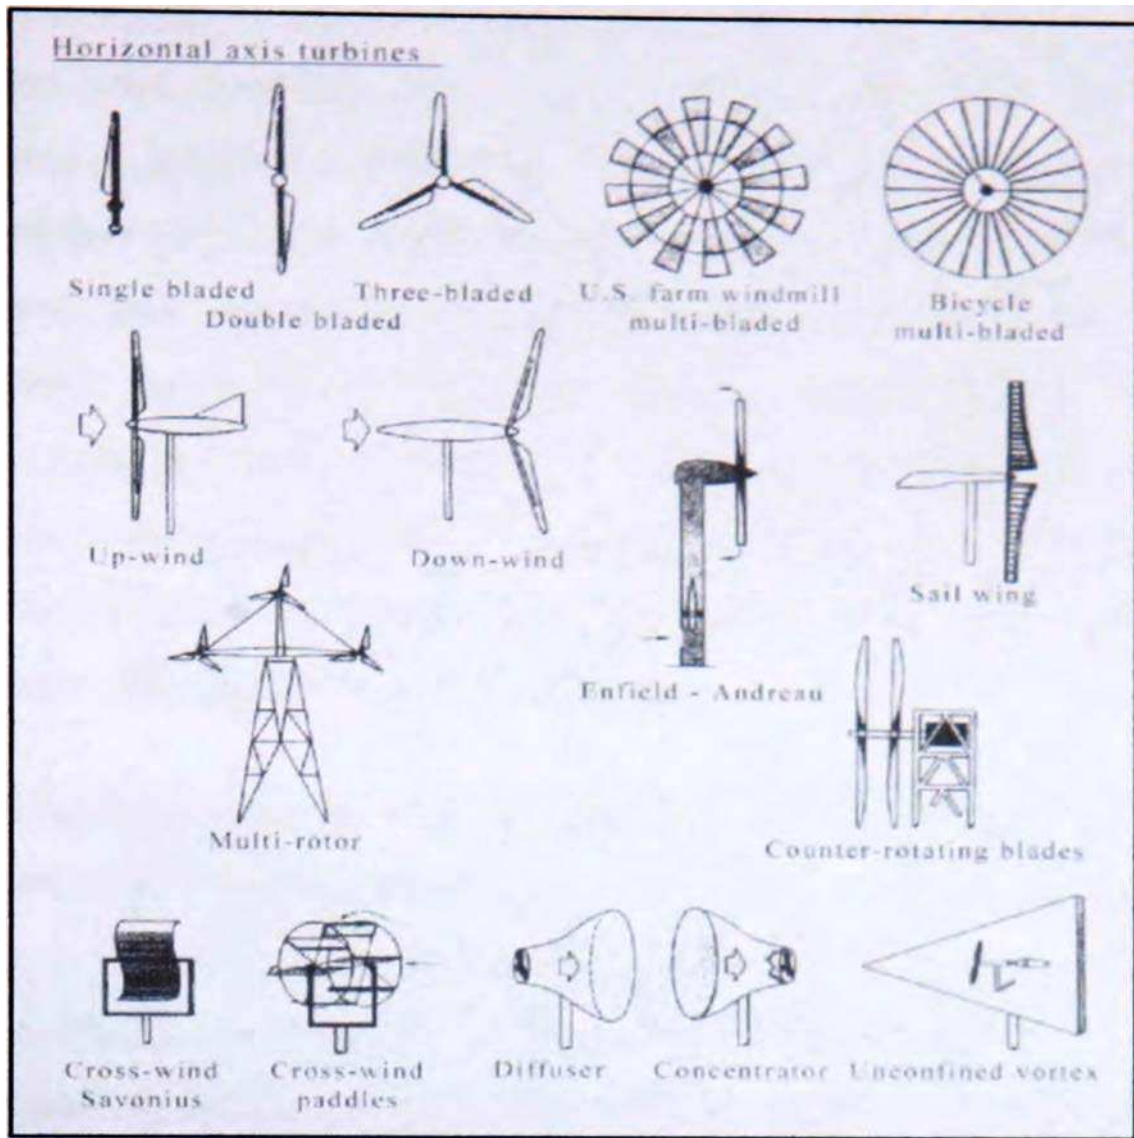 Horizontal axis turbines
Single bladed
Double bladed
Three-bladed
U.S. farm windmill
multi-bladed
Bicycle
multi-bladed
Up-wind
Down-wind
Enfield - Andreau
Sail wing
Multi-rotor
Counter-rotating blades
Cross-wind
Savonius
Cross-wind
paddles
Diffuser
Concentrator
Unconfined vortex